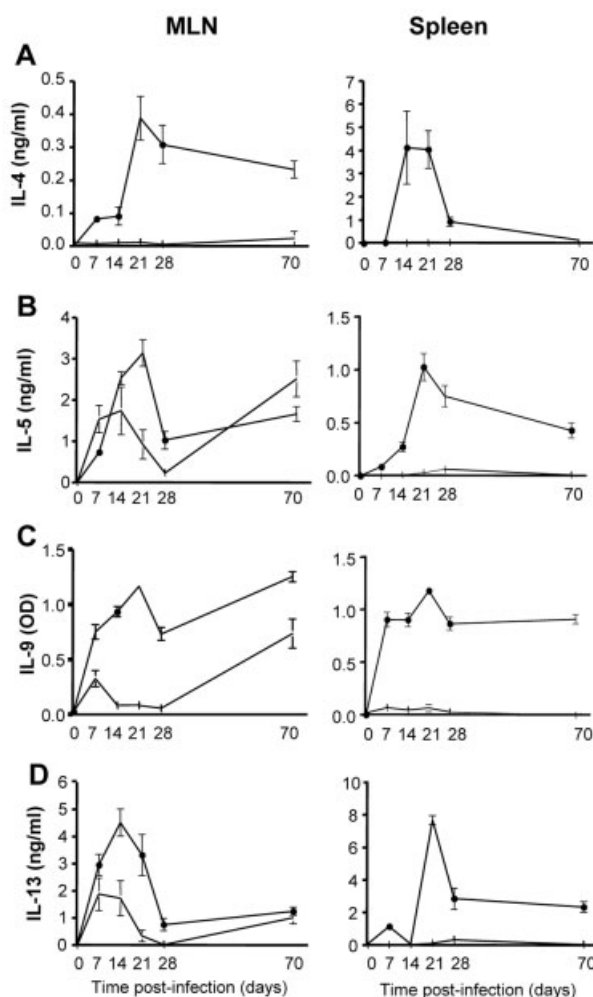 MLN Spleen
A
IL-4 (ng/ml)
0.5
0.4
0.3
0.2
0.1
0.0
0 7 14 21 28 70
7
6
5
4
3
2
1
0
0 7 14 21 28 70
B
IL-5 (ng/ml)
4
3
2
1
0
0 7 14 21 28 70
1.5
1.0
0.5
0.0
0 7 14 21 28 70
C
IL-9 (OD)
1.5
1.0
0.5
0.0
0 7 14 21 28 70
1.5
1.0
0.5
0.0
0 7 14 21 28 70
D
IL-13 (ng/ml)
6
5
4
3
2
1
0
0 7 14 21 28 70
Time post-infection (days)
10
8
6
4
2
0
0 7 14 21 28 70
Time post-infection (days)